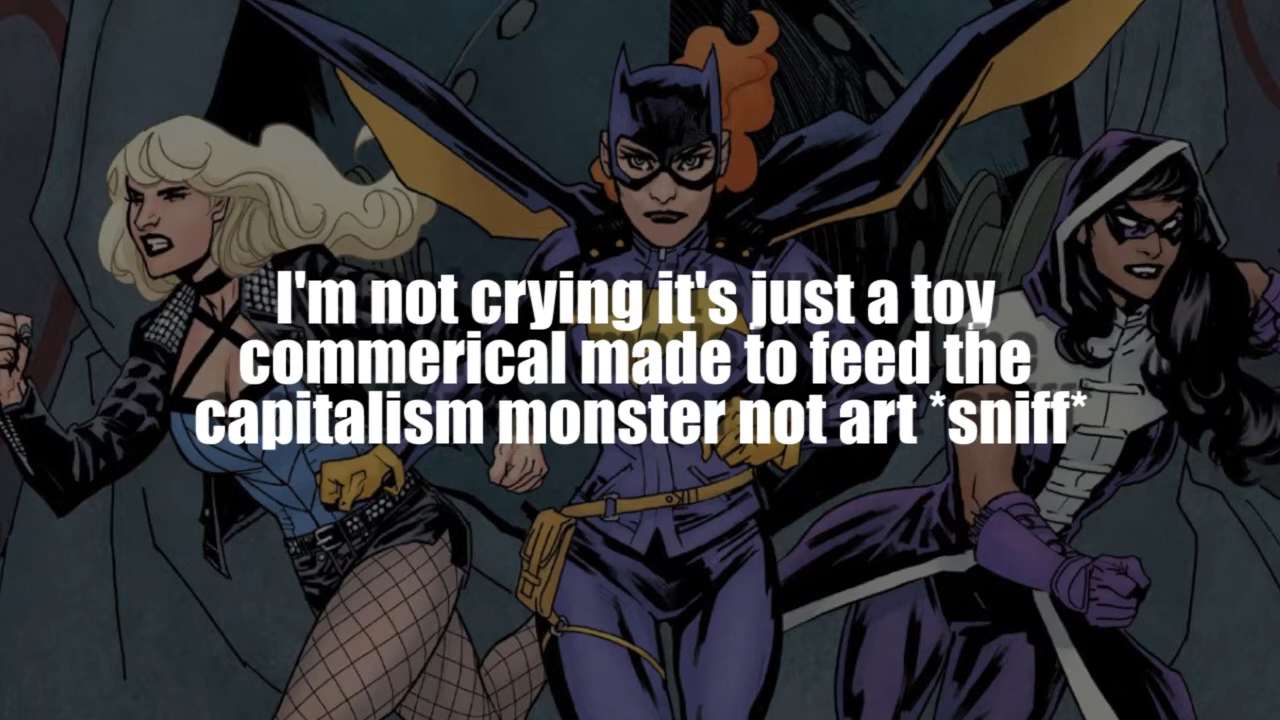 I'm not crying it's just a toy
commerical made to feed the
capitalism monster not art *sniff*